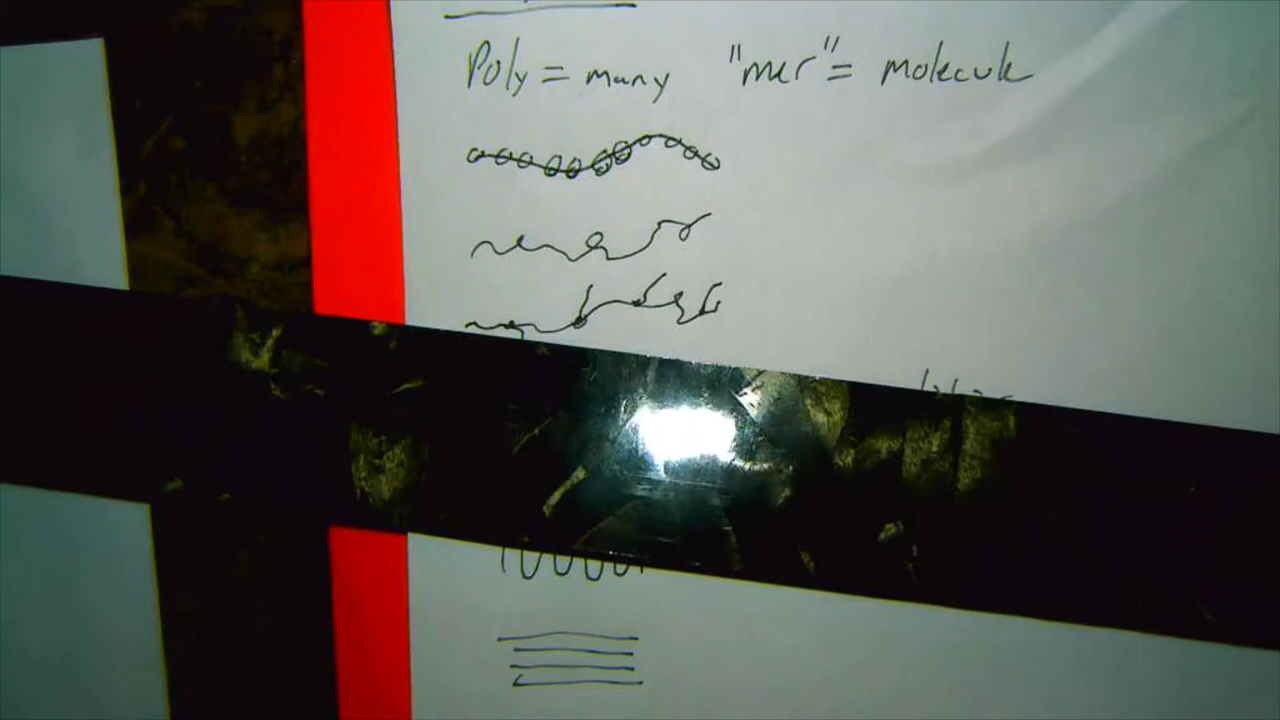 Poly = many "mer" = molecule